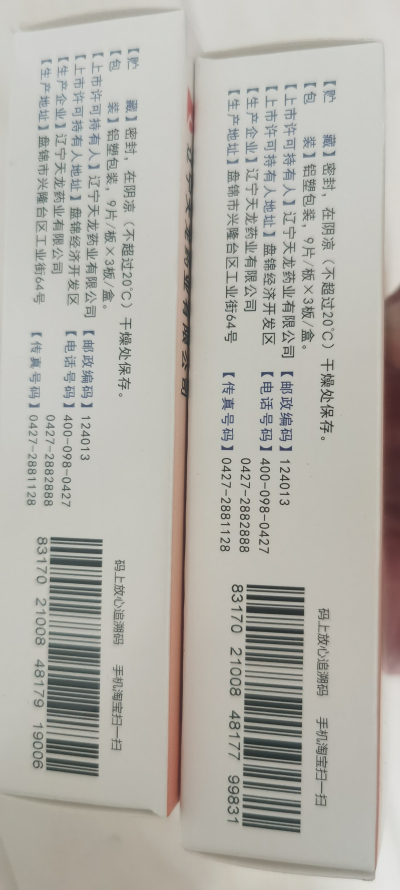 【贮　　藏】密封，在阴凉（不超过20℃）干燥处保存。
【包　　装】铝塑包装，9片/板×3板/盒。
【上市许可持有人】辽宁天龙药业有限公司【邮政编码】124013
【上市许可持有人地址】盘锦经济开发区【电话号码】400-098-0427
【生产企业】辽宁天龙药业有限公司 0427-2882888
【生产地址】盘锦市兴隆台区工业街64号【传真号码】0427-2881128
码上放心追溯码　手机淘宝扫一扫
83170 21008 48177 99831
【贮　　藏】密封，在阴凉（不超过20℃）干燥处保存。
【包　　装】铝塑包装，9片/板×3板/盒。
【上市许可持有人】辽宁天龙药业有限公司【邮政编码】124013
【上市许可持有人地址】盘锦经济开发区【电话号码】400-098-0427
【生产企业】辽宁天龙药业有限公司 0427-2882888
【生产地址】盘锦市兴隆台区工业街64号【传真号码】0427-2881128
码上放心追溯码　手机淘宝扫一扫
83170 21008 48179 19006
辽宁天龙药业有限公司